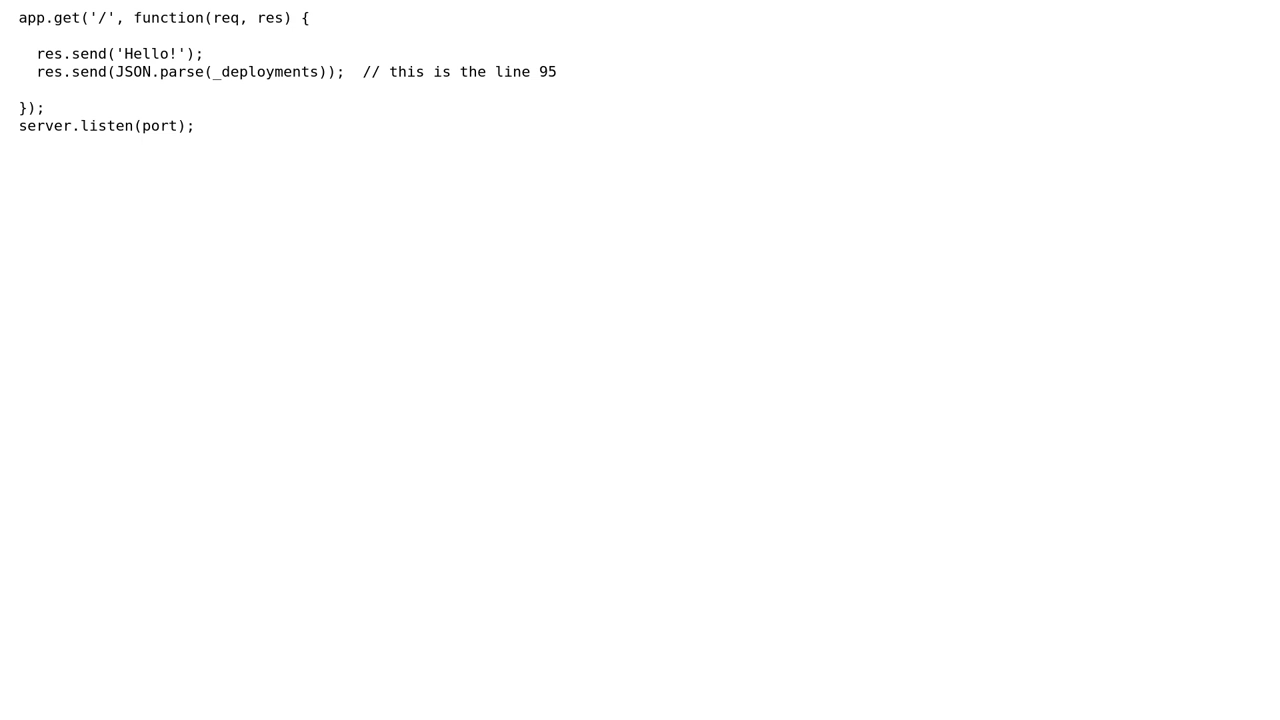 app.get('/', function(req, res) {
res.send('Hello!');
res.send(JSON.parse(_deployments));  // this is the line 95
});
server.listen(port);